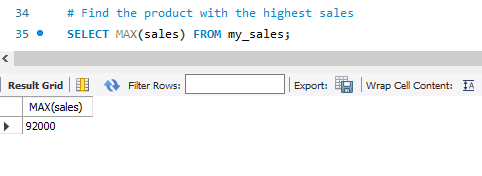 34 # Find the product with the highest sales
35 SELECT MAX(sales) FROM my_sales;
Result Grid Filter Rows: Export: Wrap Cell Content:
MAX(sales)
92000